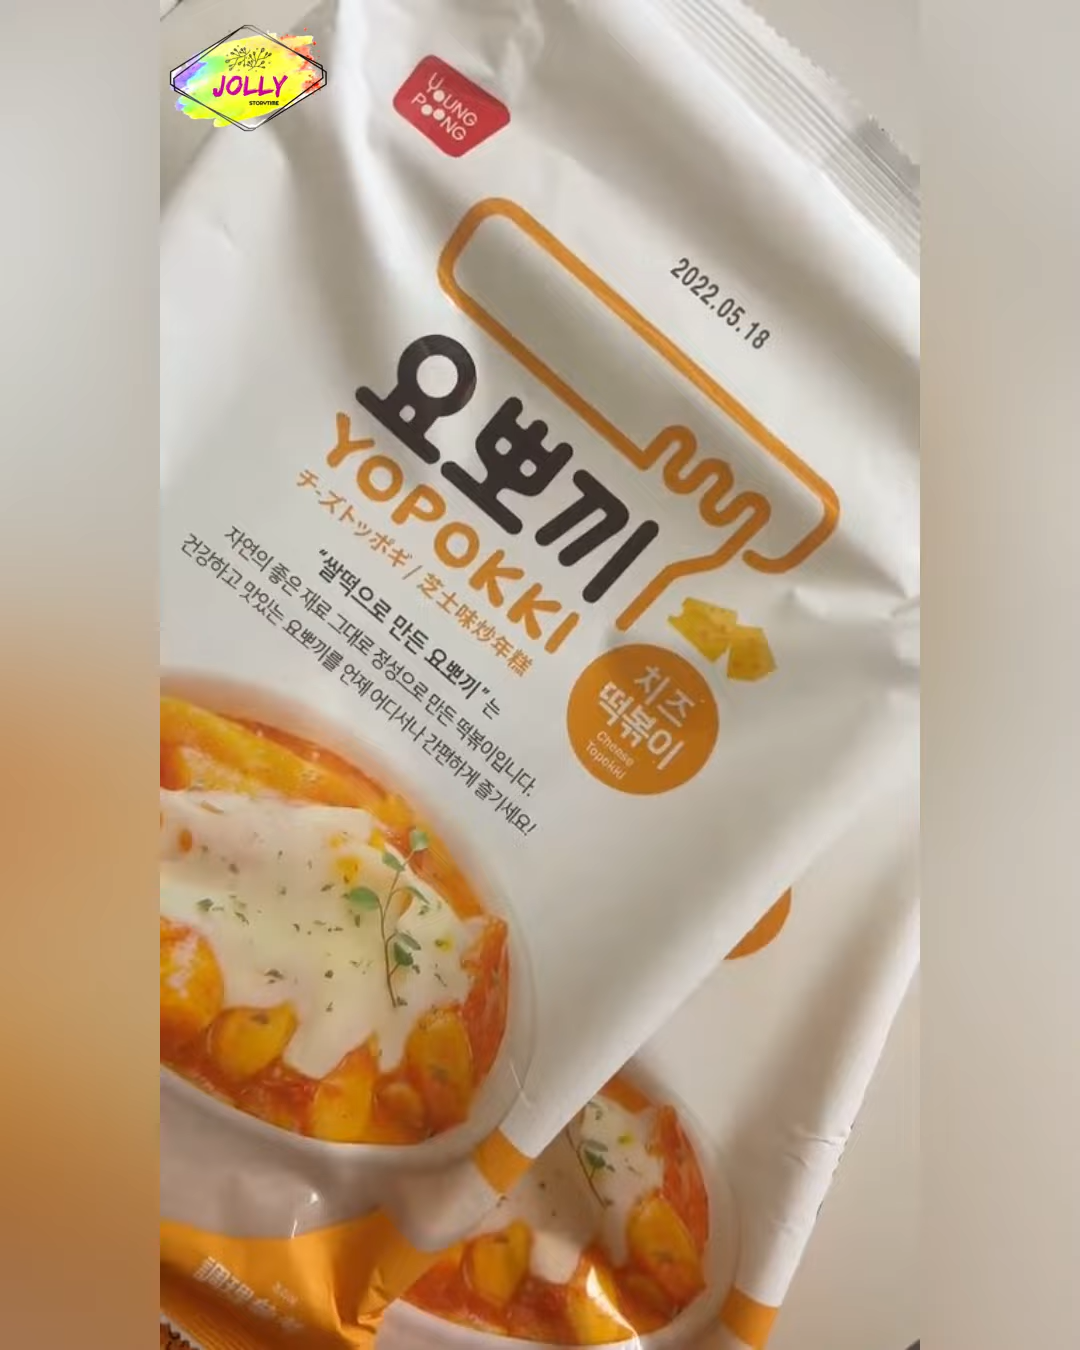 JOLLY
STORYTIME
YOUNG
POONG
2022.05.18
요뽀끼
YOPOKKI
チーズトッポギ / 芝士味炒年糕
“쌀떡으로 만든 요뽀끼”는
자연의 좋은 재료 그대로 정성으로 만든 떡볶이입니다.
건강하고 맛있는 요뽀끼를 언제 어디서나 간편하게 즐기세요!
치즈
떡볶이
Cheese
Topokki